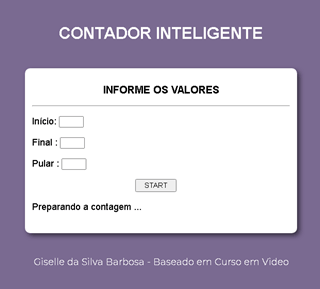 CONTADOR INTELIGENTE
INFORME OS VALORES
Início:
Final :
Pular :
START
Preparando a contagem ...
Giselle da Silva Barbosa - Baseado em Curso em Vídeo